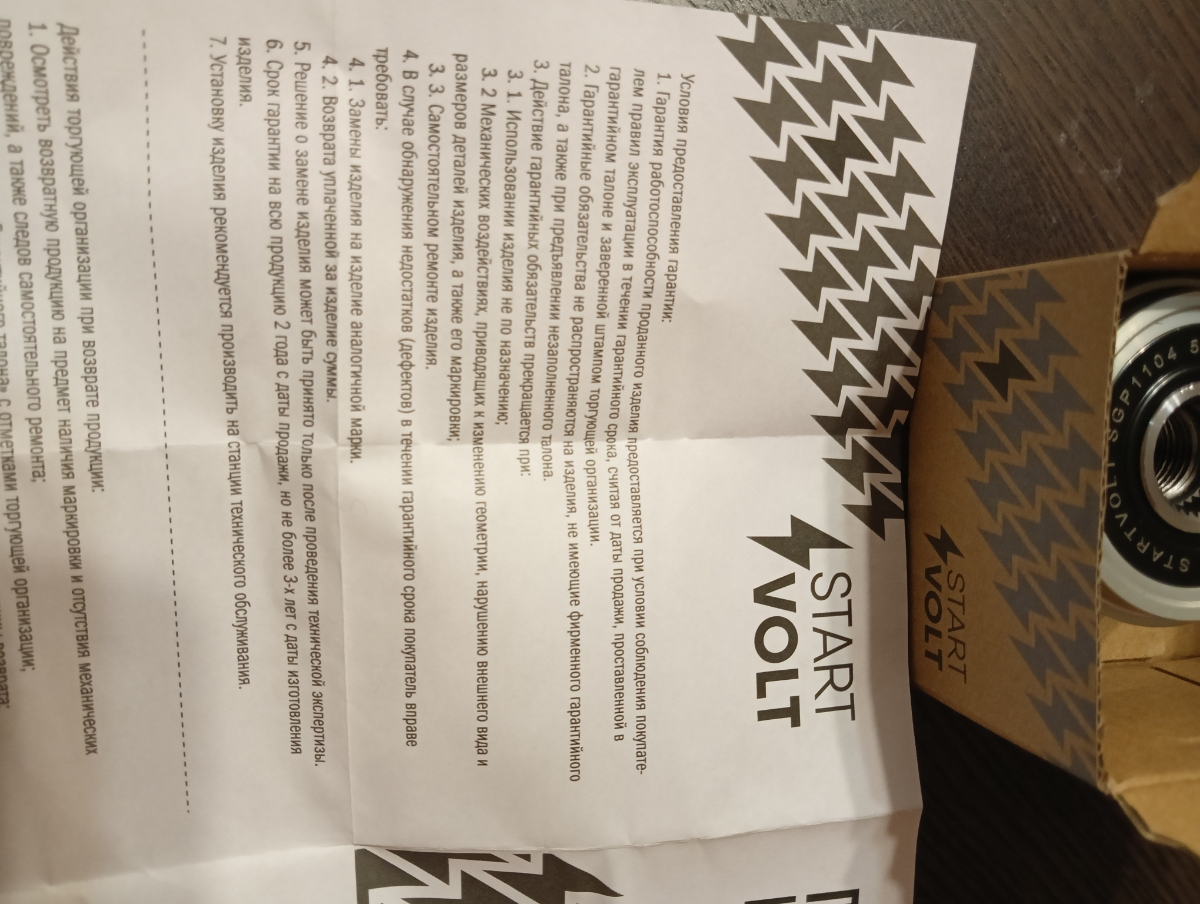 START
VOLT
Условия предоставления гарантии:
1. Гарантия работоспособности проданного изделия предоставляется при условии соблюдения покупате-
лем правил эксплуатации в течении гарантийного срока, считая от даты продажи, проставленной в
гарантийном талоне и заверенной штампом торгующей организации.
2. Гарантийные обязательства не распространяются на изделия, не имеющие фирменного гарантийного
талона, а также при предъявлении незаполненного талона.
3. Действие гарантийных обязательств прекращается при:
3. 1. Использовании изделия не по назначению;
3. 2 Механических воздействиях, приводящих к изменению геометрии, нарушению внешнего вида и
размеров деталей изделия, а также его маркировки;
3. 3. Самостоятельном ремонте изделия.
4. В случае обнаружения недостатков (дефектов) в течении гарантийного срока покупатель вправе
требовать:
4. 1. Замены изделия на изделие аналогичной марки.
4. 2. Возврата уплаченной за изделие суммы.
5. Решение о замене изделия может быть принято только после проведения технической экспертизы.
6. Срок гарантии на всю продукцию 2 года с даты продажи, но не более 3-х лет с даты изготовления
изделия.
7. Установку изделия рекомендуется производить на станции технического обслуживания.
Действия торгующей организации при возврате продукции:
1. Осмотреть возвратную продукцию на предмет наличия маркировки и отсутствия механических
повреждений, а также следов самостоятельного ремонта;
талона» с отметками торгующей организации;
возврата:
START
VOLT
STARTVOLT SGP1104 5